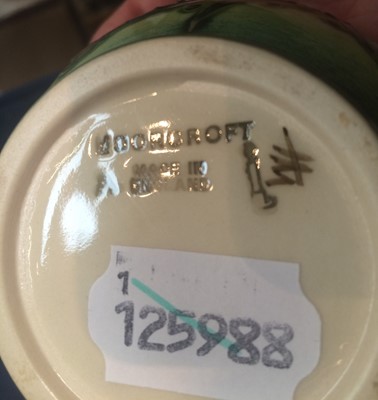 MOORCROFT
MADE IN
ENGLAND
1
125988